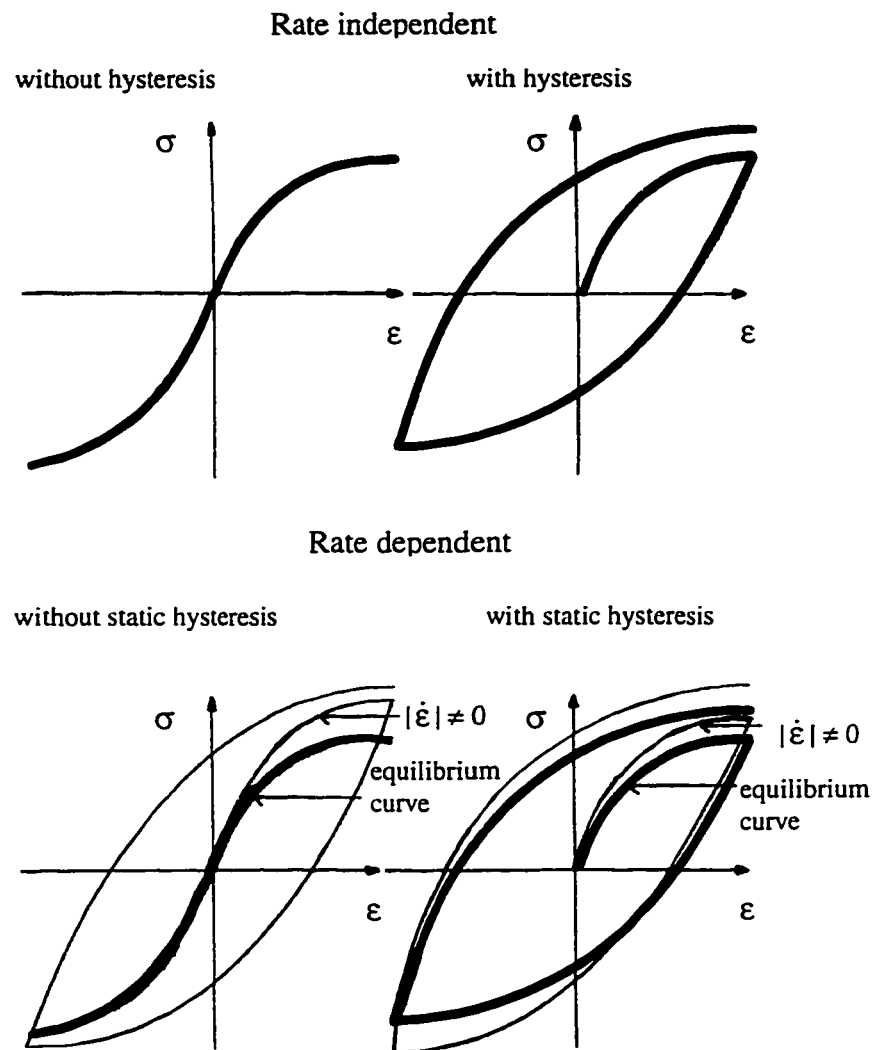 Rate independent
without hysteresis
with hysteresis
σ
σ
ε
ε
Rate dependent
without static hysteresis
with static hysteresis
σ
|ε̇| ≠ 0
σ
|ε̇| ≠ 0
equilibrium
curve
equilibrium
curve
ε
ε